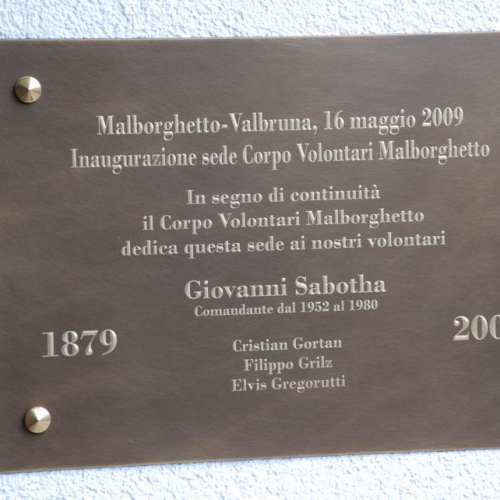 Malborghetto-Valbruna, 16 maggio 2009
Inaugurazione sede Corpo Volontari Malborghetto
In segno di continuità
il Corpo Volontari Malborghetto
dedica questa sede ai nostri volontari
Giovanni Sabotha
Comandante dal 1952 al 1980
1879
Cristian Gortan
Filippo Grilz
Elvis Gregorutti